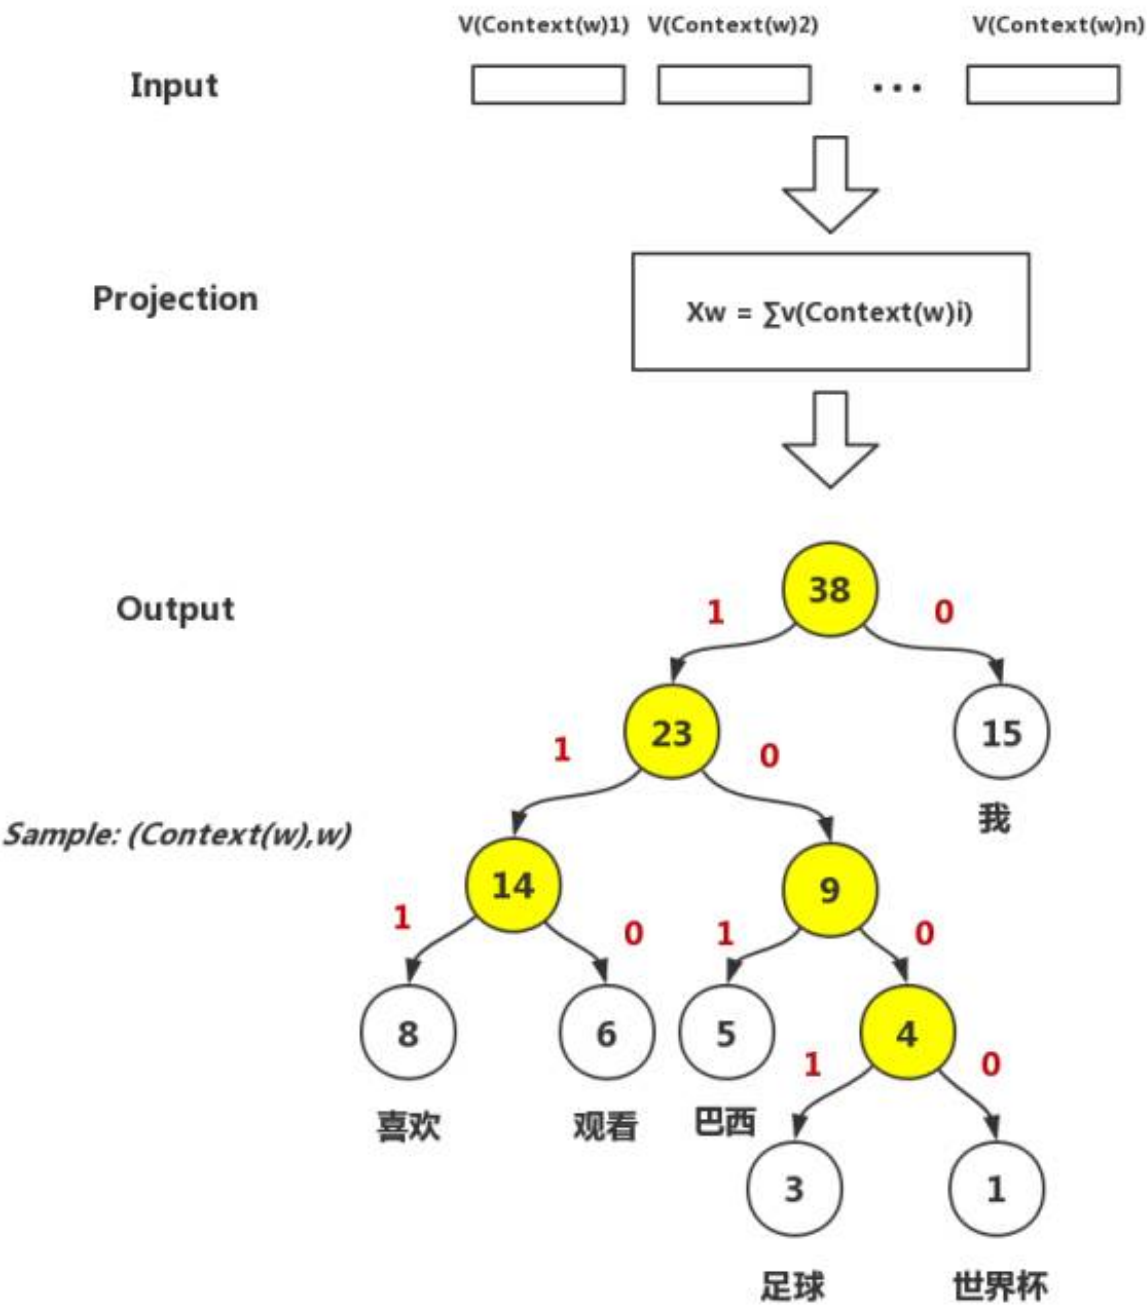 V(Context(w)1) V(Context(w)2) V(Context(w)n)
Input
...
Projection
Xw = ∑v(Context(w)i)
Output
38
1 0
23
15
我
1 0
Sample: (Context(w),w)
14
9
1 0 1 0
8
6
5
4
喜欢
观看
巴西
1 0
3
1
足球
世界杯